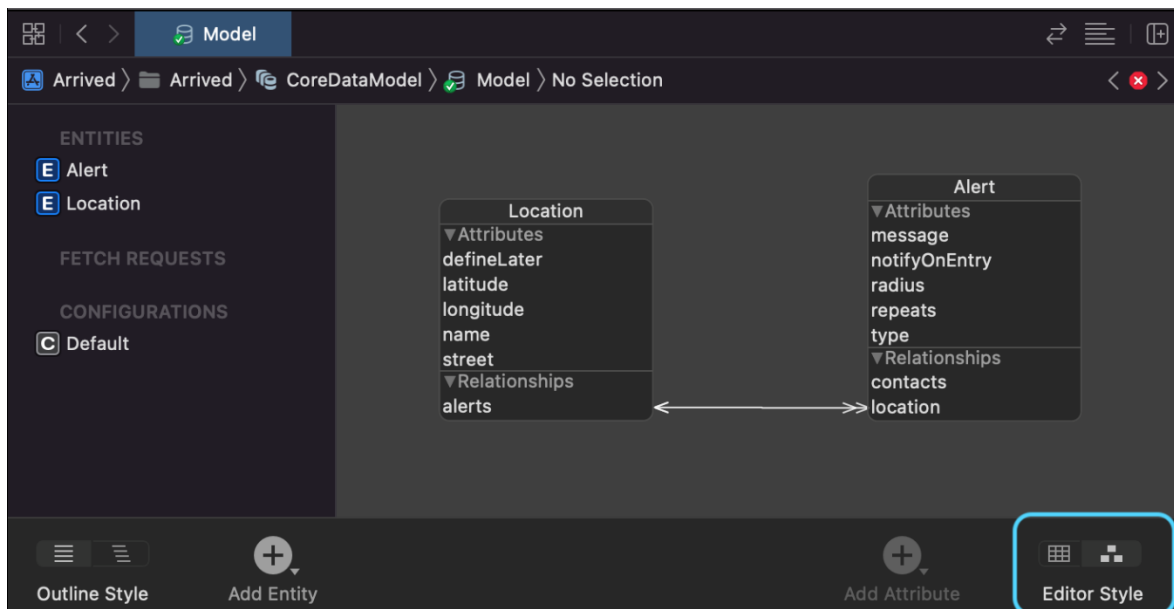 Model
Arrived Arrived CoreDataModel Model No Selection
ENTITIES
E Alert
E Location
FETCH REQUESTS
CONFIGURATIONS
C Default
Location
Attributes
defineLater
latitude
longitude
name
street
Relationships
alerts
Alert
Attributes
message
notifyOnEntry
radius
repeats
type
Relationships
contacts
location
Outline Style
Add Entity
Add Attribute
Editor Style